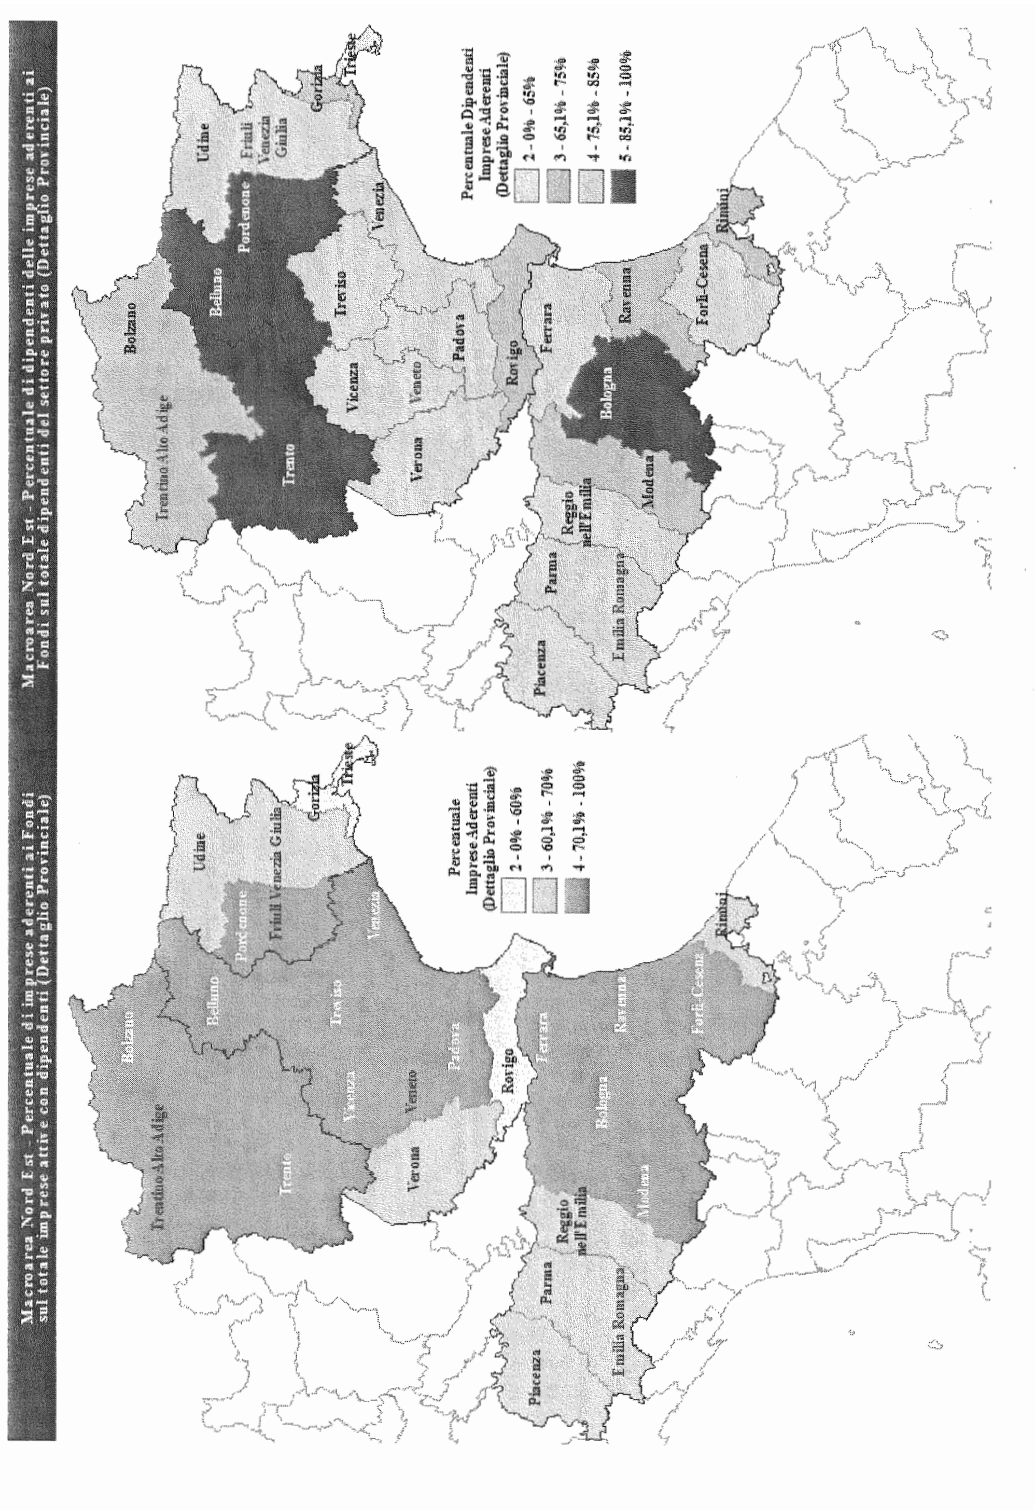 Macroarea Nord Est - Percentuale di imprese aderenti ai Fondi
sul totale imprese attive con dipendenti (Dettaglio Provinciale)
Bolzano
Trentino Alto Adige
Trento
Belluno
Udine
Pordenone
Friuli Venezia Giulia
Gorizia
Trieste
Treviso
Venezia
Vicenza
Veneto
Padova
Verona
Rovigo
Percentuale
Imprese Aderenti
(Dettaglio Provinciale)
2 - 0% - 60%
3 - 60,1% - 70%
4 - 70,1% - 100%
Ferrara
Ravenna
Bologna
Forlì-Cesena
Rimini
Modena
Reggio
nell'Emilia
Parma
Emilia Romagna
Piacenza
Macroarea Nord Est - Percentuale di dipendenti delle imprese aderenti ai
Fondi sul totale dipendenti del settore privato (Dettaglio Provinciale)
Bolzano
Trentino Alto Adige
Trento
Belluno
Udine
Pordenone
Friuli
Venezia
Giulia
Gorizia
Trieste
Treviso
Venezia
Vicenza
Veneto
Padova
Verona
Rovigo
Percentuale Dipendenti
Imprese Aderenti
(Dettaglio Provinciale)
2 - 0% - 65%
3 - 65,1% - 75%
4 - 75,1% - 85%
5 - 85,1% - 100%
Ferrara
Ravenna
Bologna
Forlì-Cesena
Rimini
Modena
Reggio
nell'Emilia
Parma
Emilia Romagna
Piacenza